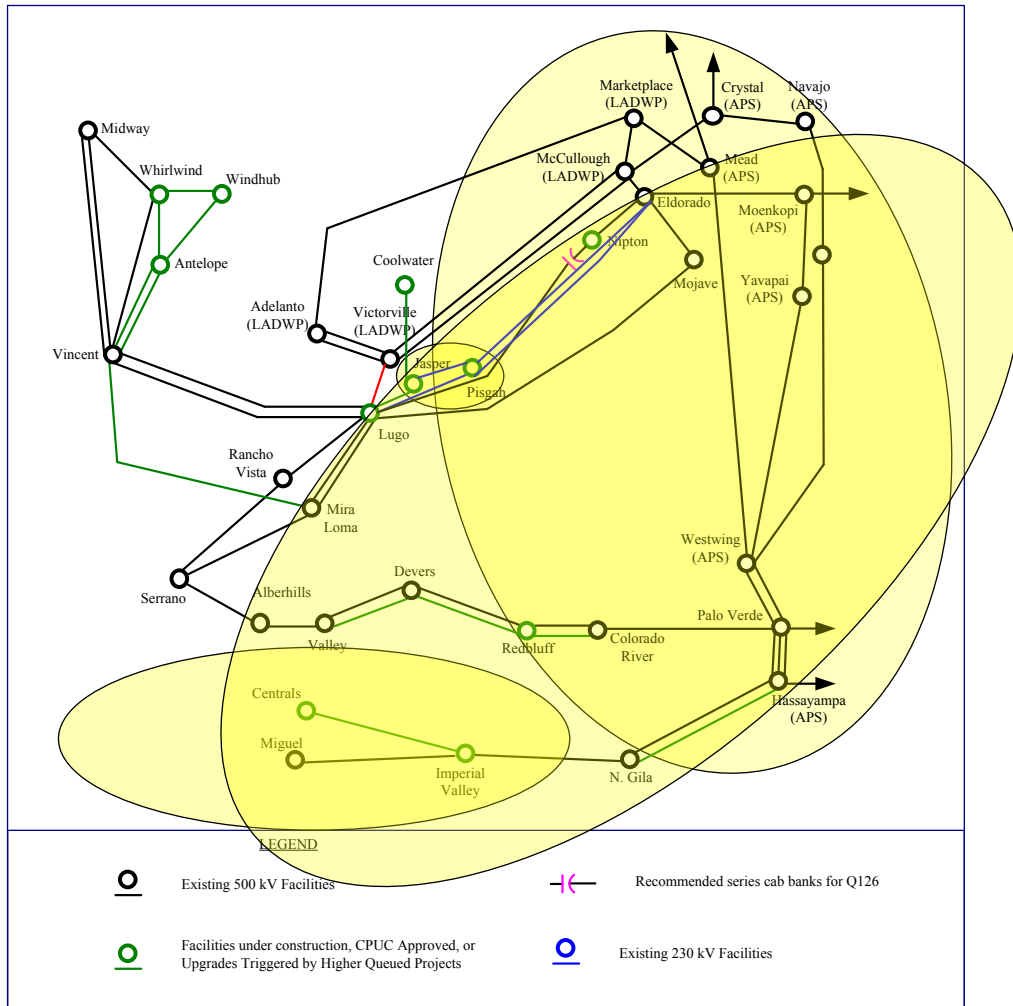 Marketplace
(LADWP)
Crystal
(APS)
Navajo
(APS)
Midway
McCullough
(LADWP)
Mead
(APS)
Whirlwind
Windhub
Eldorado
Moenkopi
(APS)
Nipton
Antelope
Coolwater
Mojave
Yavapai
(APS)
Adelanto
(LADWP)
Victorville
(LADWP)
Vincent
Jasper
Pisgah
Lugo
Rancho
Vista
Mira
Loma
Westwing
(APS)
Devers
Serrano
Alberhills
Palo Verde
Valley
Redbluff
Colorado
River
Centrals
Hassayampa
(APS)
Miguel
Imperial
Valley
N. Gila
LEGEND
Existing 500 kV Facilities
Recommended series cab banks for Q126
Facilities under construction, CPUC Approved, or
Upgrades Triggered by Higher Queued Projects
Existing 230 kV Facilities